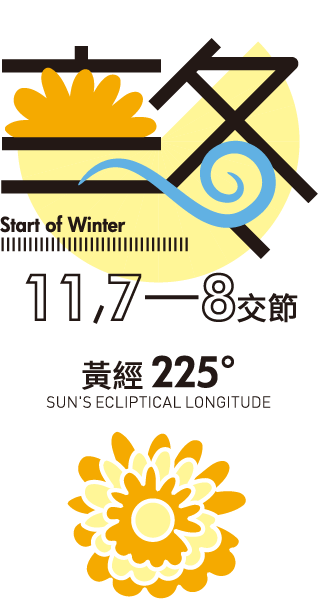 立冬
Start of Winter
11,7—8交節
黃經 225°
SUN'S ECLIPTICAL LONGITUDE